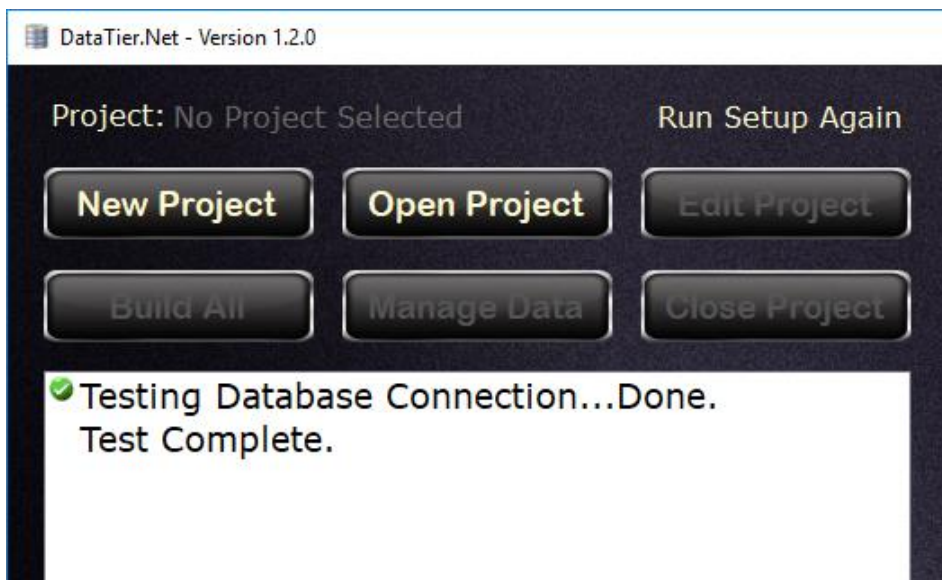 DataTier.Net - Version 1.2.0
Project: No Project Selected Run Setup Again
New Project Open Project Edit Project
Build All Manage Data Close Project
Testing Database Connection...Done.
Test Complete.